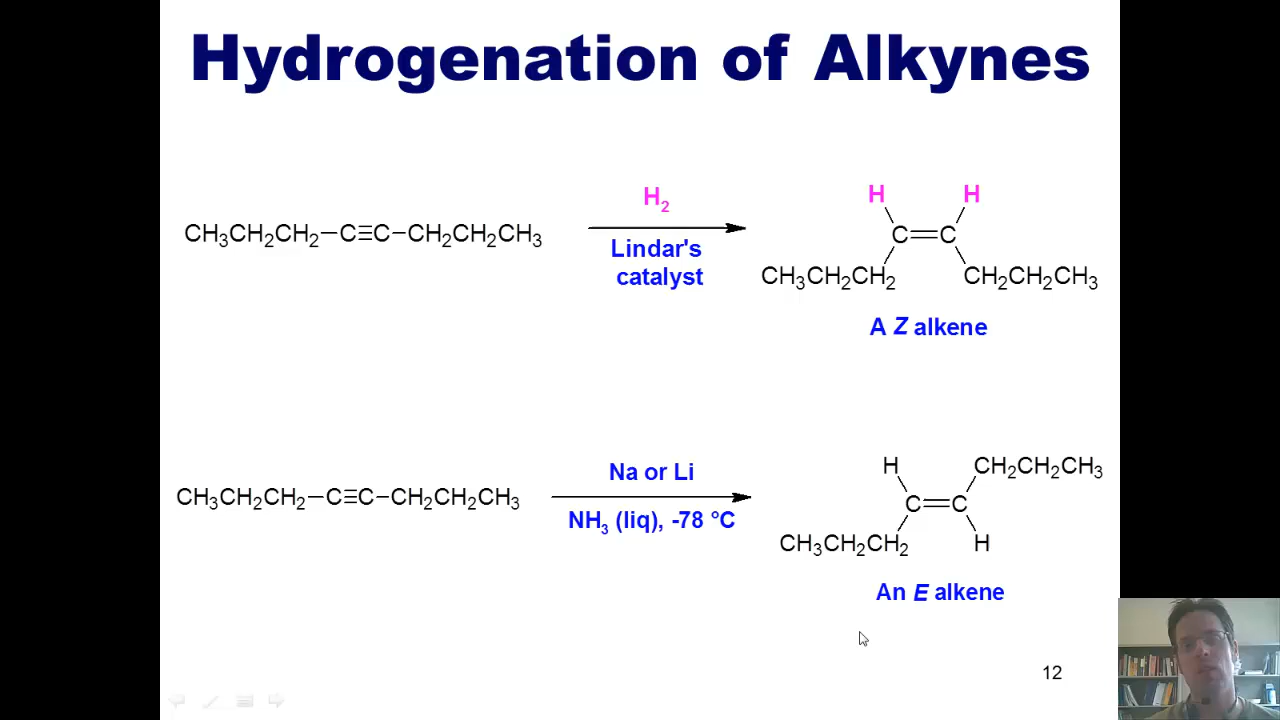 Hydrogenation of Alkynes
H H
H₂
CH₃CH₂CH₂–C≡C–CH₂CH₂CH₃
C=C
Lindar's
catalyst
CH₃CH₂CH₂ CH₂CH₂CH₃
A Z alkene
H CH₂CH₂CH₃
Na or Li
CH₃CH₂CH₂–C≡C–CH₂CH₂CH₃
C=C
NH₃ (liq), -78 °C
CH₃CH₂CH₂ H
An E alkene
12